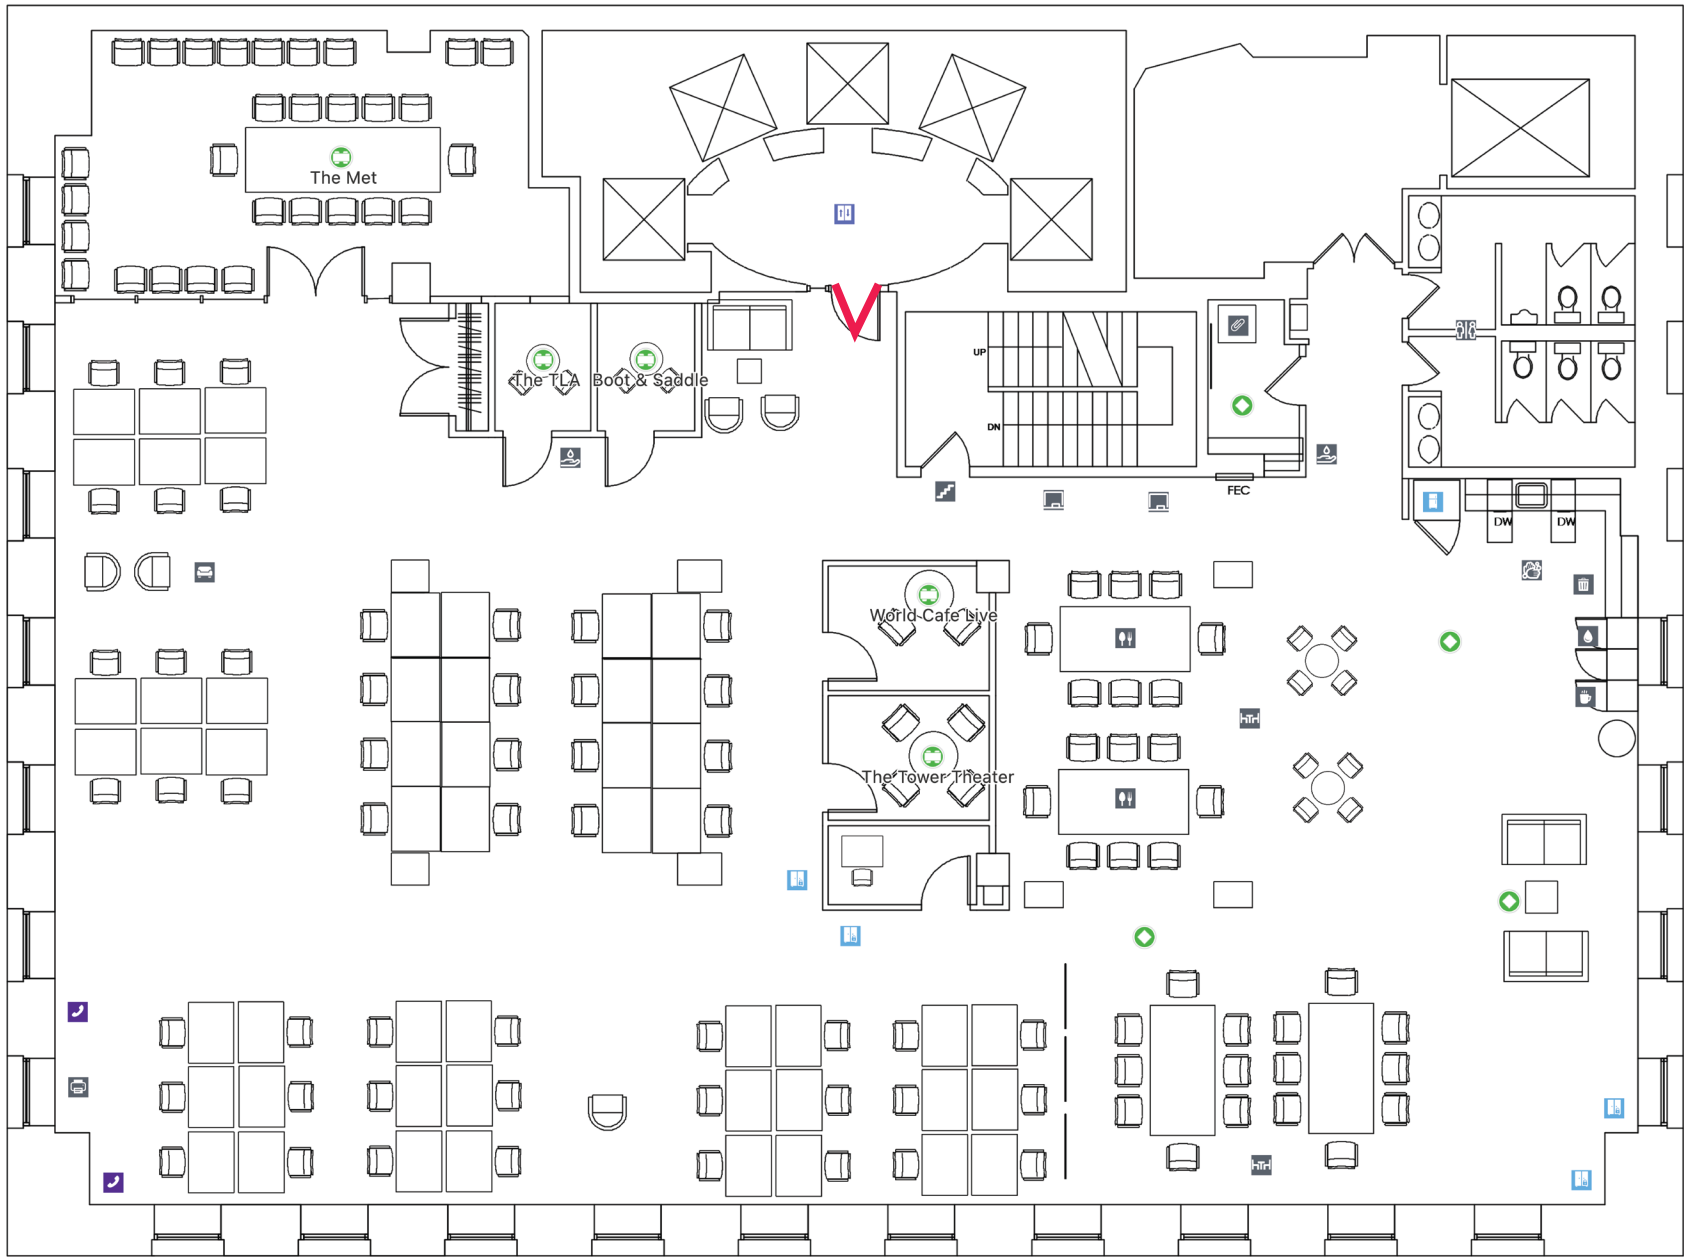 The Met
UP
The TLA
Boot & Saddle
DN
FEC
DW
DW
World Cafe Live
The Tower Theater